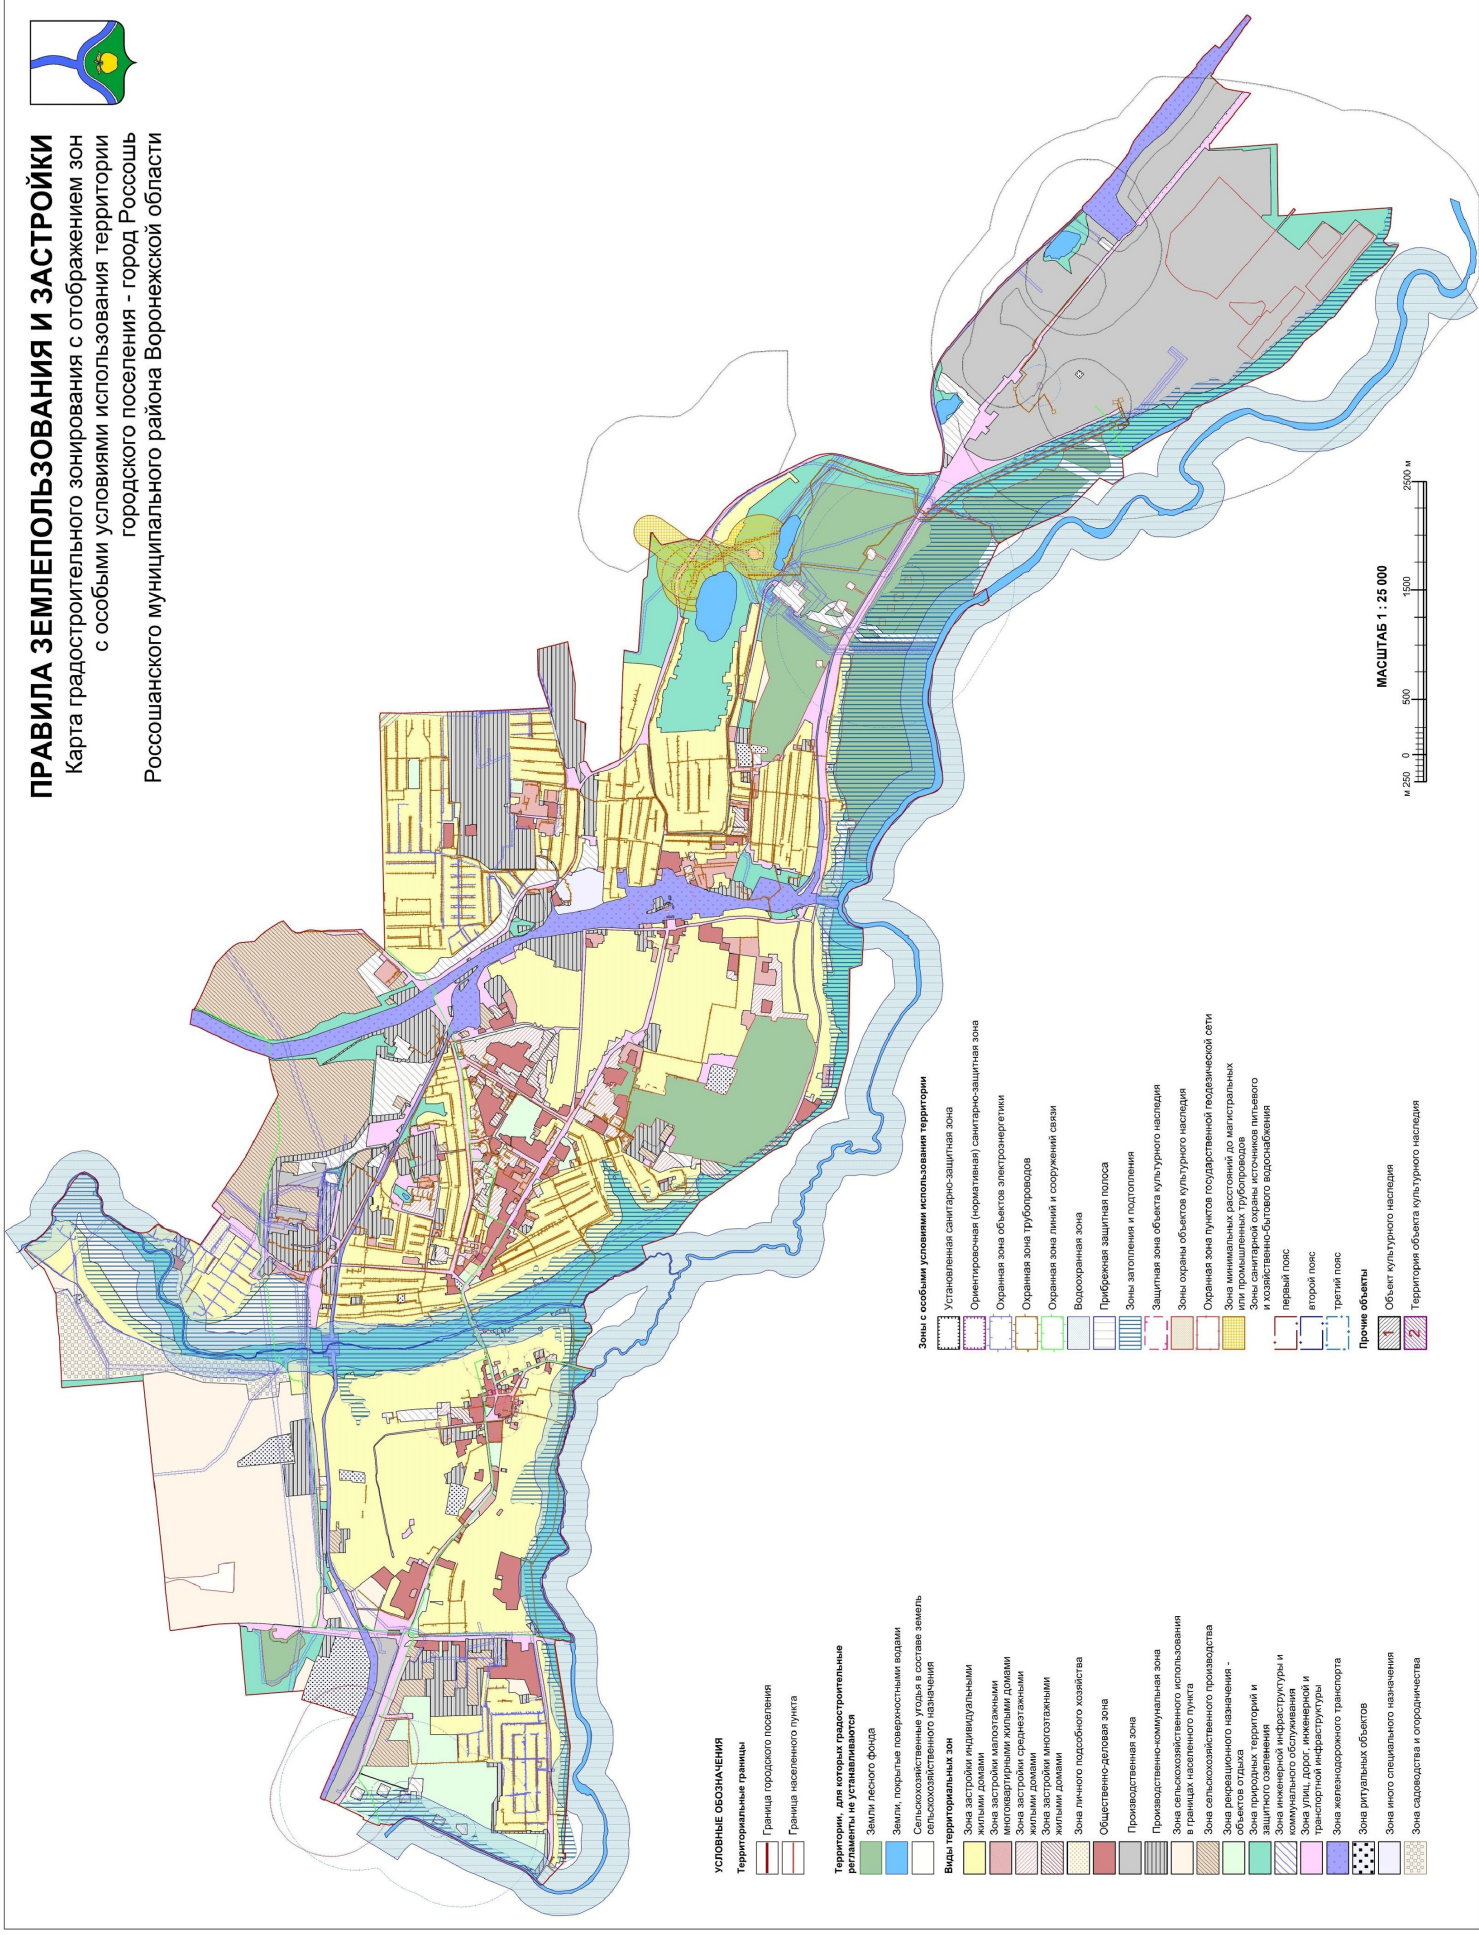 ПРАВИЛА ЗЕМЛЕПОЛЬЗОВАНИЯ И ЗАСТРОЙКИ
Карта градостроительного зонирования с отображением зон
с особыми условиями использования территории
городского поселения - город Россошь
Россошанского муниципального района Воронежской области
УСЛОВНЫЕ ОБОЗНАЧЕНИЯ
Территориальные границы
Граница городского поселения
Граница населенного пункта
Территории, для которых градостроительные
регламенты не устанавливаются
Земли лесного фонда
Земли, покрытые поверхностными водами
Сельскохозяйственные угодья в составе земель
сельскохозяйственного назначения
Виды территориальных зон
Зона застройки индивидуальными
жилыми домами
Зона застройки малоэтажными
многоквартирными жилыми домами
Зона застройки среднеэтажными
жилыми домами
Зона застройки многоэтажными
жилыми домами
Зона личного подсобного хозяйства
Общественно-деловая зона
Производственная зона
Производственно-коммунальная зона
Зона сельскохозяйственного использования
в границах населенного пункта
Зона сельскохозяйственного производства
Зона рекреационного назначения -
объектов отдыха
Зона природных территорий и
защитного озеленения
Зона инженерной инфраструктуры и
коммунального обслуживания
Зона улиц, дорог, инженерной и
транспортной инфраструктуры
Зона железнодорожного транспорта
Зона ритуальных объектов
Зона иного специального назначения
Зона садоводства и огородничества
Зоны с особыми условиями использования территории
Установленная санитарно-защитная зона
Ориентировочная (нормативная) санитарно-защитная зона
Охранная зона объектов электроэнергетики
Охранная зона трубопроводов
Охранная зона линий и сооружений связи
Водоохранная зона
Прибрежная защитная полоса
Зоны затопления и подтопления
Защитная зона объекта культурного наследия
Зоны охраны объектов культурного наследия
Охранная зона пунктов государственной геодезической сети
Зона минимальных расстояний до магистральных
или промышленных трубопроводов
Зоны санитарной охраны источников питьевого
и хозяйственно-бытового водоснабжения
первый пояс
второй пояс
третий пояс
Прочие объекты
1 Объект культурного наследия
2 Территория объекта культурного наследия
МАСШТАБ 1 : 25 000
м 250 0 500 1500 2500 м